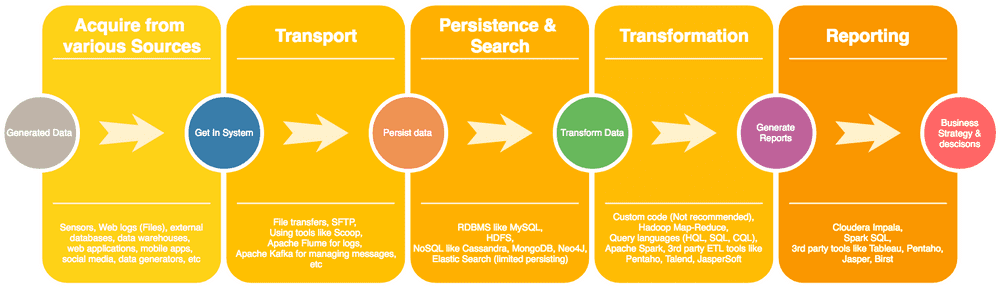 Acquire from
various Sources
Transport
Persistence &
Search
Transformation
Reporting
Generated Data
Get In System
Persist data
Transform Data
Generate
Reports
Business
Strategy &
descisons
Sensors, Web logs (Files), external
databases, data warehouses,
web applications, mobile apps,
social media, data generators, etc
File transfers, SFTP,
Using tools like Scoop,
Apache Flume for logs,
Apache Kafka for managing messages,
etc
RDBMS like MySQL,
HDFS,
NoSQL like Cassandra, MongoDB, Neo4J,
Elastic Search (limited persisting)
Custom code (Not recommended),
Hadoop Map-Reduce,
Query languages (HQL, SQL, CQL),
Apache Spark, 3rd party ETL tools like
Pentaho, Talend, JasperSoft
Cloudera Impala,
Spark SQL,
3rd party tools like Tableau, Pentaho,
Jasper, Birst